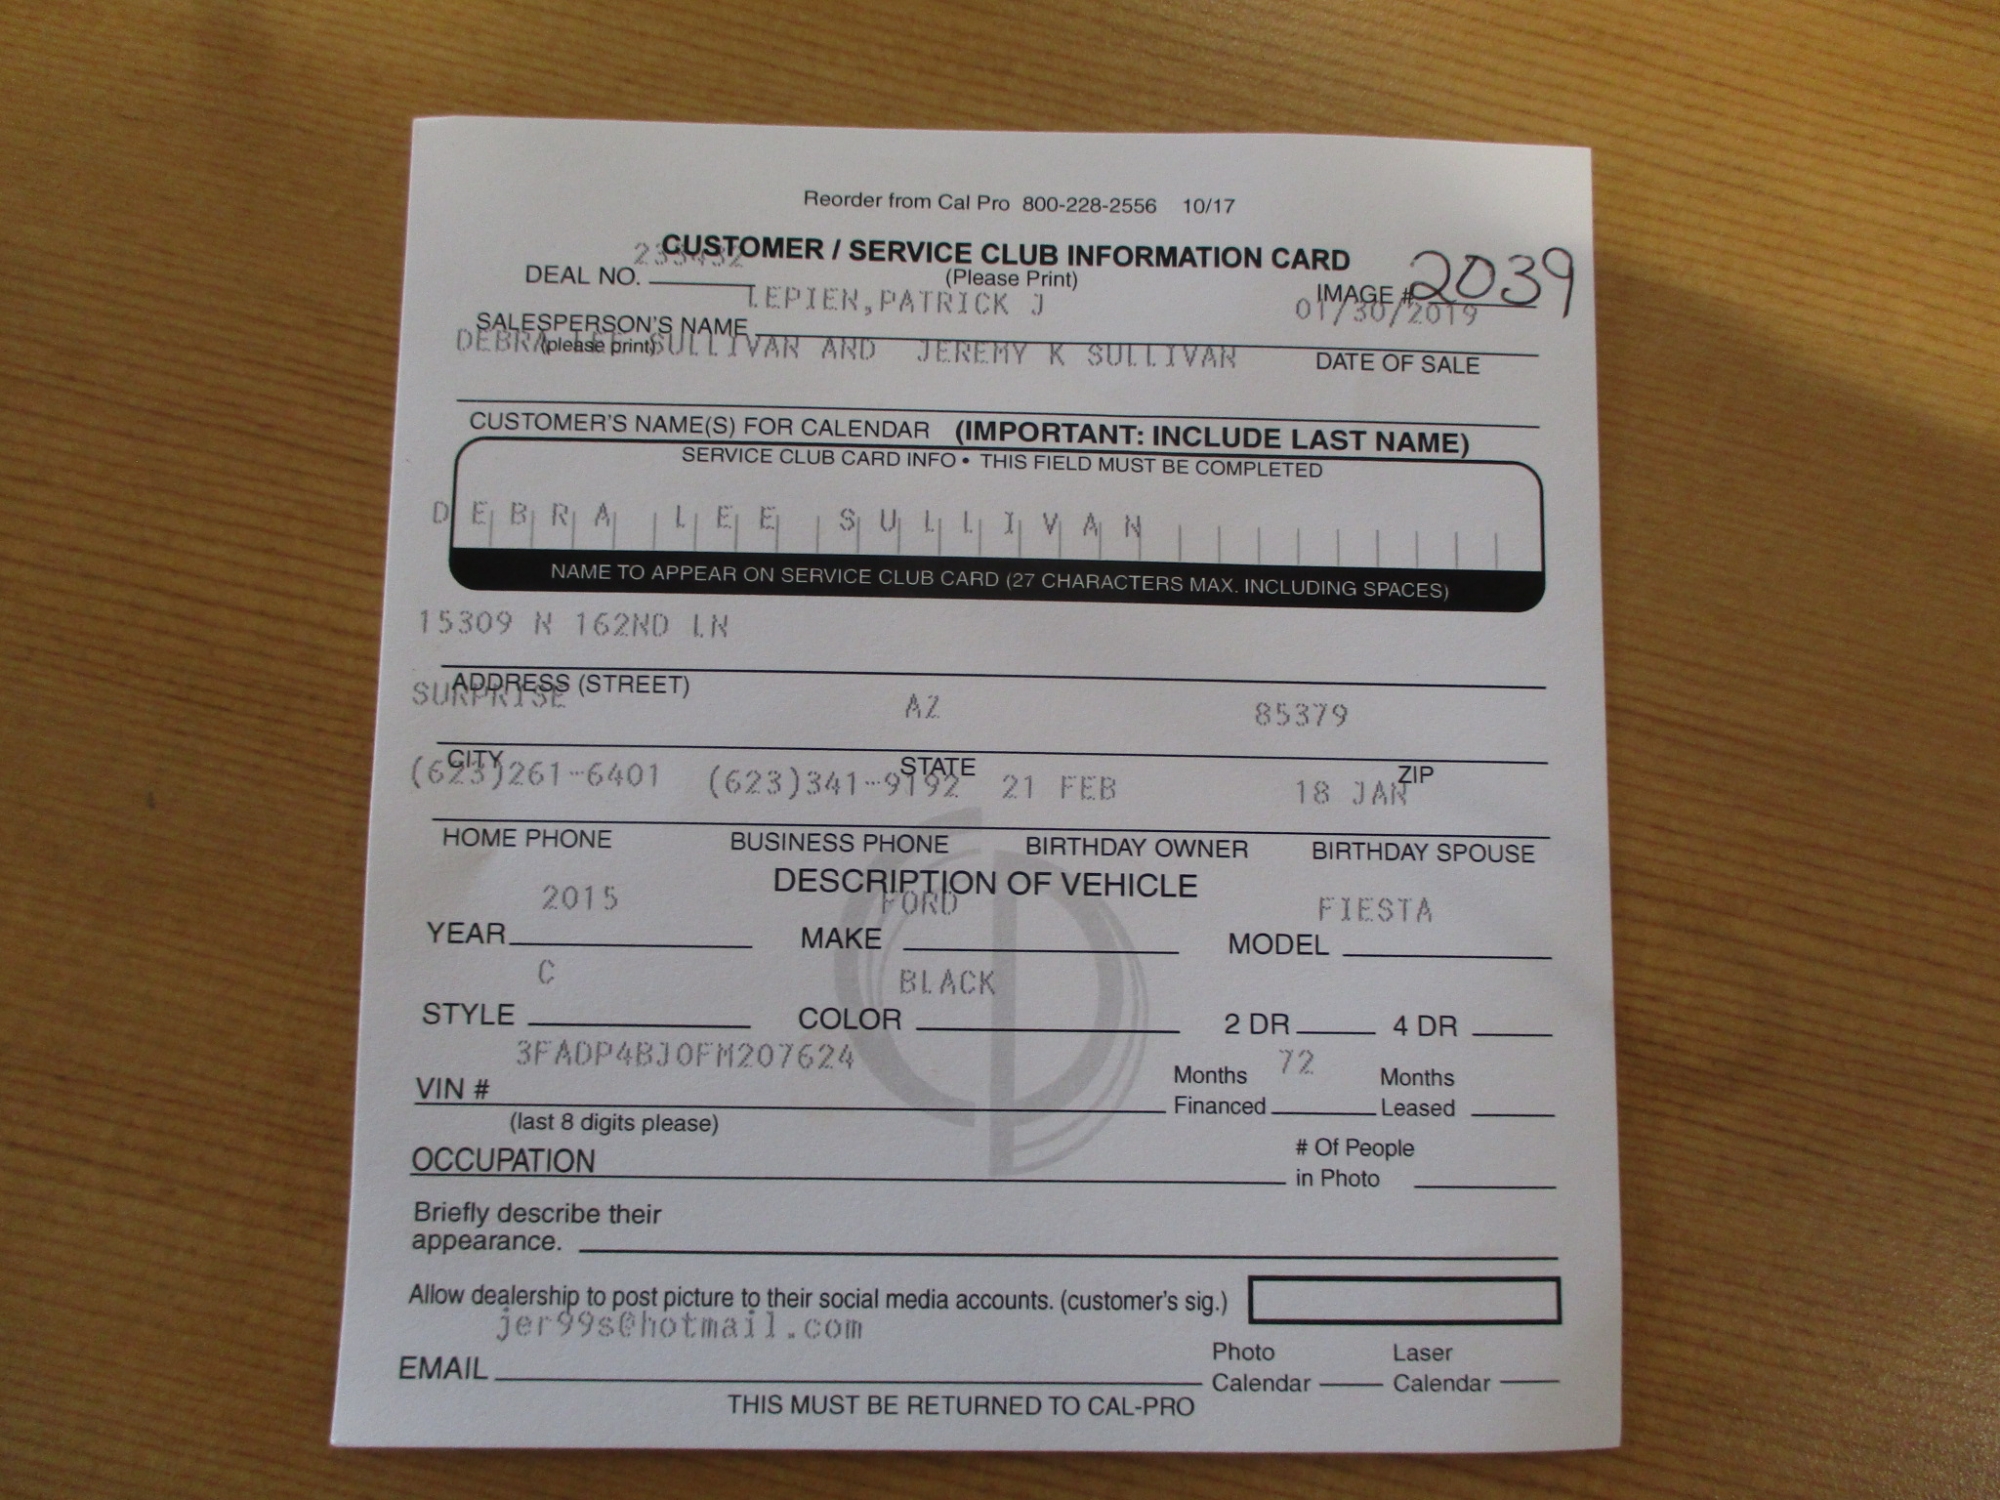 Reorder from Cal Pro 800-228-2556 10/17
CUSTOMER / SERVICE CLUB INFORMATION CARD
(Please Print)
DEAL NO. 233432
IMAGE # 2039
LEPIEN,PATRICK J 01/30/2019
SALESPERSON'S NAME
(please print)
DATE OF SALE
DEBRA LEE SULLIVAN AND JEREMY K SULLIVAN
CUSTOMER'S NAME(S) FOR CALENDAR (IMPORTANT: INCLUDE LAST NAME)
SERVICE CLUB CARD INFO • THIS FIELD MUST BE COMPLETED
DEBRA LEE SULLIVAN
NAME TO APPEAR ON SERVICE CLUB CARD (27 CHARACTERS MAX. INCLUDING SPACES)
15309 N 162ND LN
ADDRESS (STREET)
SURPRISE AZ 85379
CITY STATE ZIP
(623)261-6401 (623)341-9192 21 FEB 18 JAN
HOME PHONE BUSINESS PHONE BIRTHDAY OWNER BIRTHDAY SPOUSE
DESCRIPTION OF VEHICLE
2015 FORD FIESTA
YEAR MAKE MODEL
C BLACK
STYLE COLOR 2 DR 4 DR
3FADP4BJ0FM207624 72
VIN # Months Financed Months Leased
(last 8 digits please)
OCCUPATION # Of People in Photo
Briefly describe their
appearance.
Allow dealership to post picture to their social media accounts. (customer's sig.)
jer99s@hotmail.com
EMAIL Photo Calendar Laser Calendar
THIS MUST BE RETURNED TO CAL-PRO